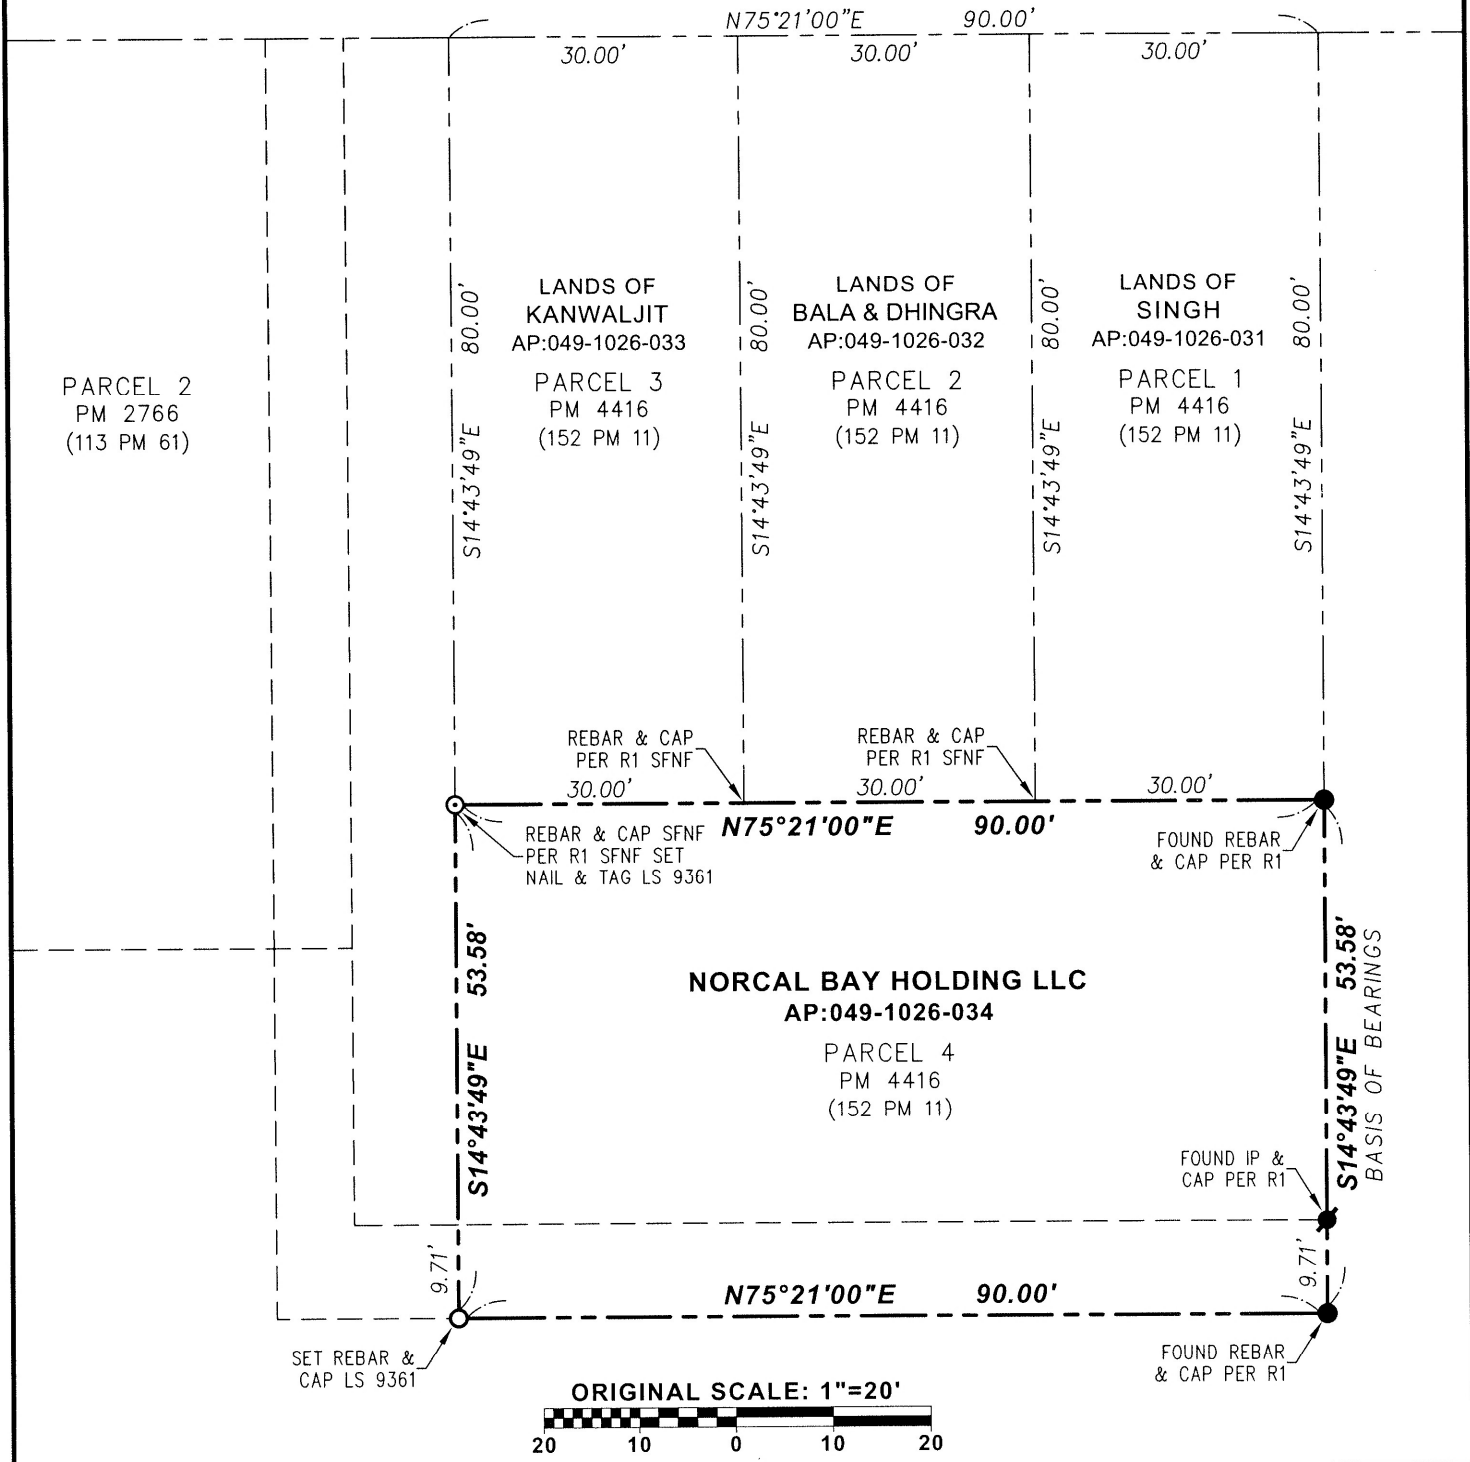 N75°21'00"E 90.00'
30.00' 30.00' 30.00'
PARCEL 2
PM 2766
(113 PM 61)
S14°43'49"E 80.00'
LANDS OF
KANWALJIT
AP:049-1026-033
PARCEL 3
PM 4416
(152 PM 11)
S14°43'49"E 80.00'
LANDS OF
BALA & DHINGRA
AP:049-1026-032
PARCEL 2
PM 4416
(152 PM 11)
S14°43'49"E 80.00'
LANDS OF
SINGH
AP:049-1026-031
PARCEL 1
PM 4416
(152 PM 11)
S14°43'49"E 80.00'
REBAR & CAP
PER R1 SFNF
REBAR & CAP
PER R1 SFNF
30.00' 30.00' 30.00'
N75°21'00"E 90.00'
REBAR & CAP SFNF
PER R1 SFNF SET
NAIL & TAG LS 9361
FOUND REBAR
& CAP PER R1
S14°43'49"E 53.58'
NORCAL BAY HOLDING LLC
AP:049-1026-034
PARCEL 4
PM 4416
(152 PM 11)
S14°43'49"E 53.58'
BASIS OF BEARINGS
FOUND IP &
CAP PER R1
9.71'
9.71'
N75°21'00"E 90.00'
SET REBAR &
CAP LS 9361
FOUND REBAR
& CAP PER R1
ORIGINAL SCALE: 1"=20'
20 10 0 10 20